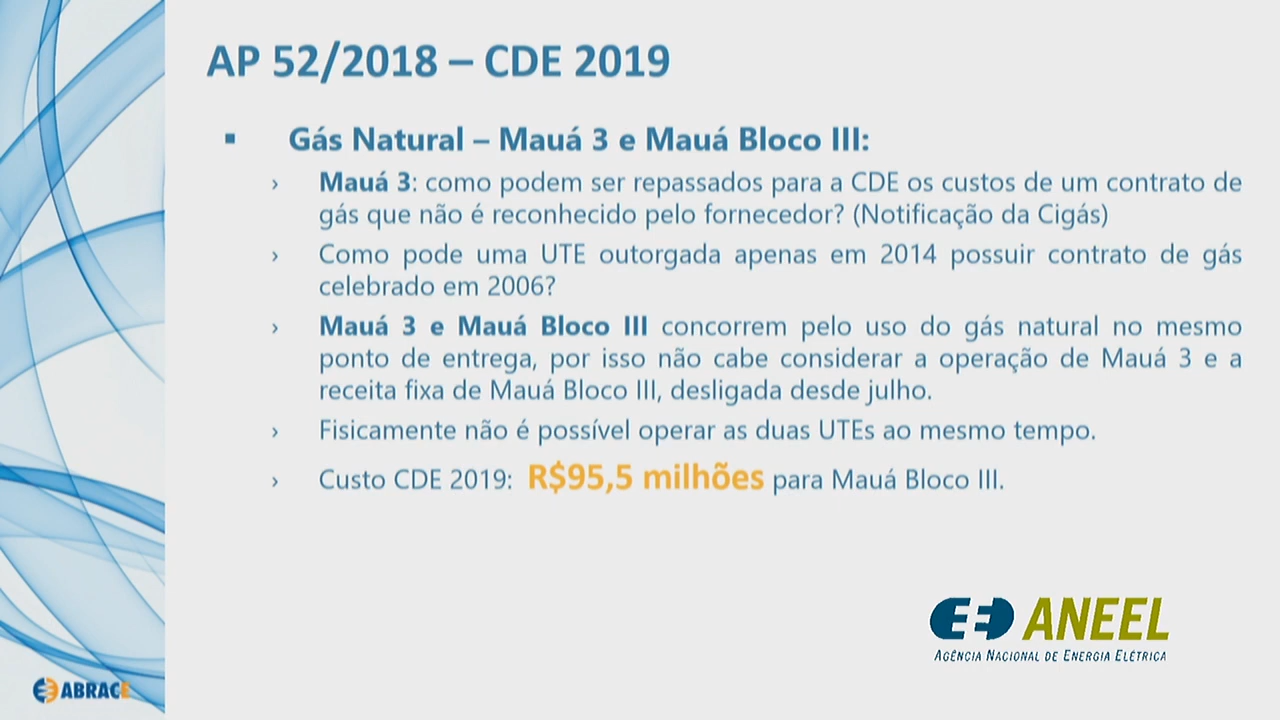 AP 52/2018 – CDE 2019
▪ Gás Natural – Mauá 3 e Mauá Bloco III:
› Mauá 3: como podem ser repassados para a CDE os custos de um contrato de
gás que não é reconhecido pelo fornecedor? (Notificação da Cigás)
› Como pode uma UTE outorgada apenas em 2014 possuir contrato de gás
celebrado em 2006?
› Mauá 3 e Mauá Bloco III concorrem pelo uso do gás natural no mesmo
ponto de entrega, por isso não cabe considerar a operação de Mauá 3 e a
receita fixa de Mauá Bloco III, desligada desde julho.
› Fisicamente não é possível operar as duas UTEs ao mesmo tempo.
› Custo CDE 2019: R$95,5 milhões para Mauá Bloco III.
ANEEL
AGÊNCIA NACIONAL DE ENERGIA ELÉTRICA
ABRACE